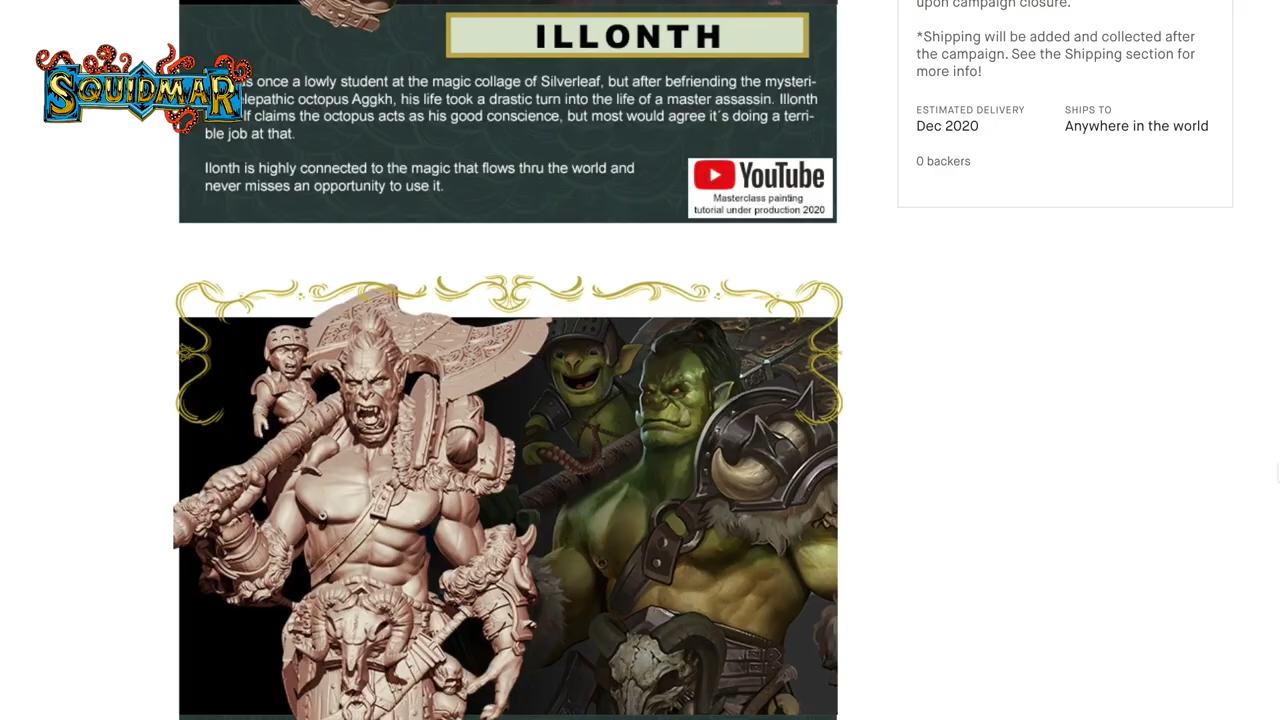 upon campaign closure.
ILLONTH
*Shipping will be added and collected after
the campaign. See the Shipping section for
more info!
SQUIDMAR
s once a lowly student at the magic collage of Silverleaf, but after befriending the mysteri-
lepathic octopus Aggkh, his life took a drastic turn into the life of a master assassin. Illonth
lf claims the octopus acts as his good conscience, but most would agree it´s doing a terri-
ble job at that.
Ilonth is highly connected to the magic that flows thru the world and
never misses an opportunity to use it.
YouTube
Masterclass painting
tutorial under production 2020
ESTIMATED DELIVERY
Dec 2020
SHIPS TO
Anywhere in the world
0 backers